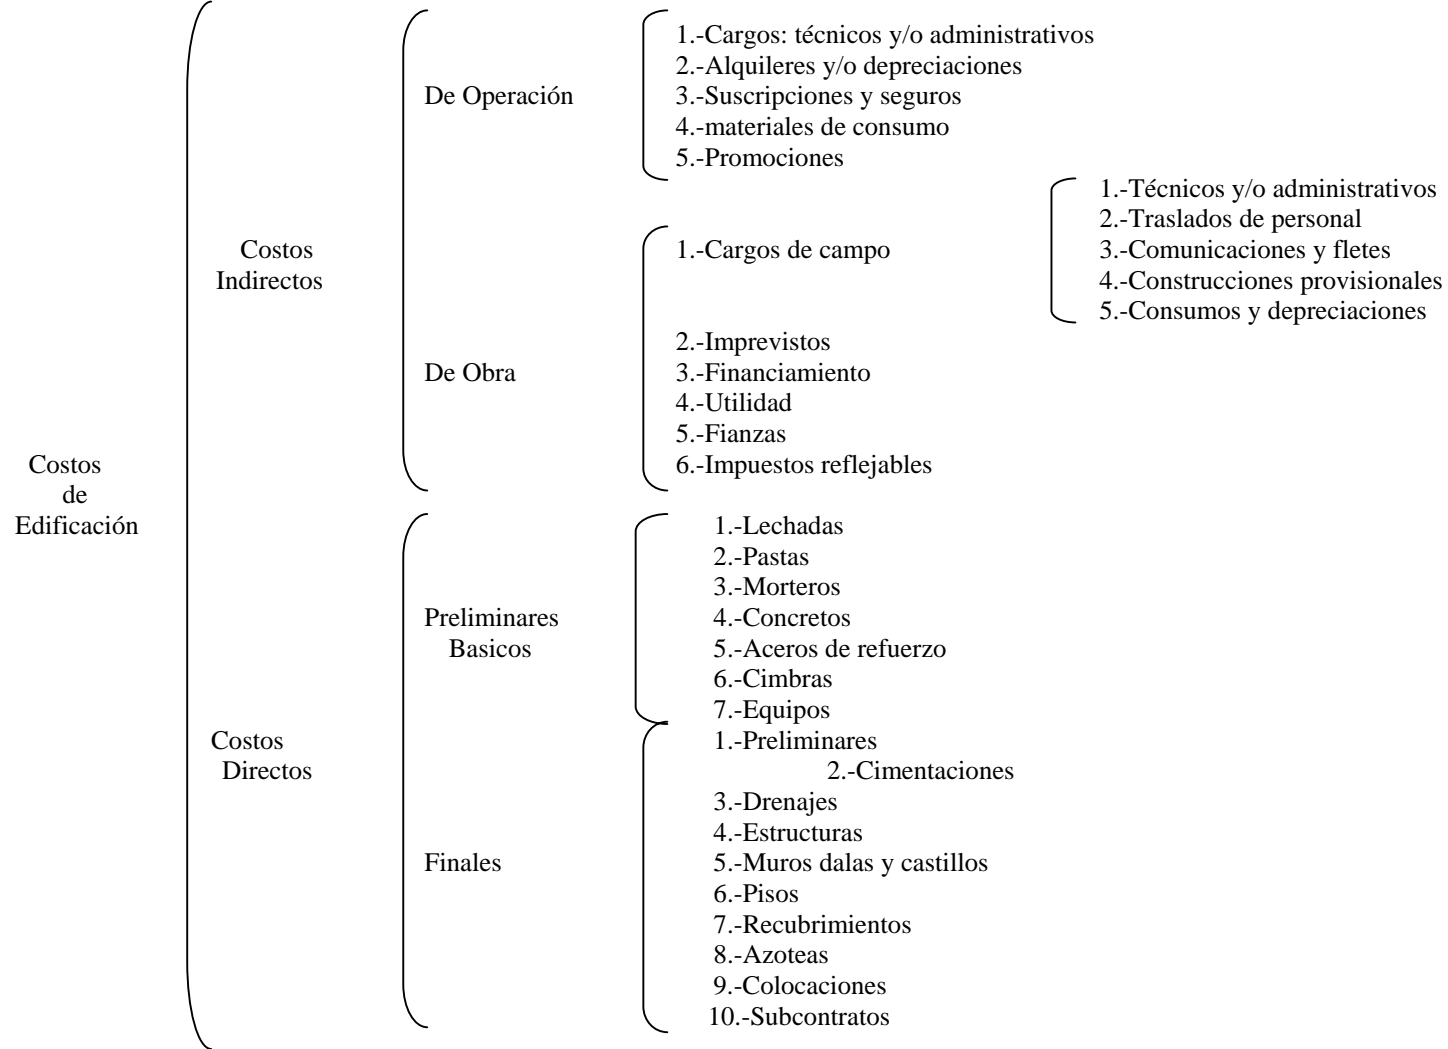 Costos
de
Edificación
Costos
Indirectos
De Operación
1.-Cargos: técnicos y/o administrativos
2.-Alquileres y/o depreciaciones
3.-Suscripciones y seguros
4.-materiales de consumo
5.-Promociones
De Obra
1.-Cargos de campo
1.-Técnicos y/o administrativos
2.-Traslados de personal
3.-Comunicaciones y fletes
4.-Construcciones provisionales
5.-Consumos y depreciaciones
2.-Imprevistos
3.-Financiamiento
4.-Utilidad
5.-Fianzas
6.-Impuestos reflejables
Costos
Directos
Preliminares
Basicos
1.-Lechadas
2.-Pastas
3.-Morteros
4.-Concretos
5.-Aceros de refuerzo
6.-Cimbras
7.-Equipos
Finales
1.-Preliminares
2.-Cimentaciones
3.-Drenajes
4.-Estructuras
5.-Muros dalas y castillos
6.-Pisos
7.-Recubrimientos
8.-Azoteas
9.-Colocaciones
10.-Subcontratos